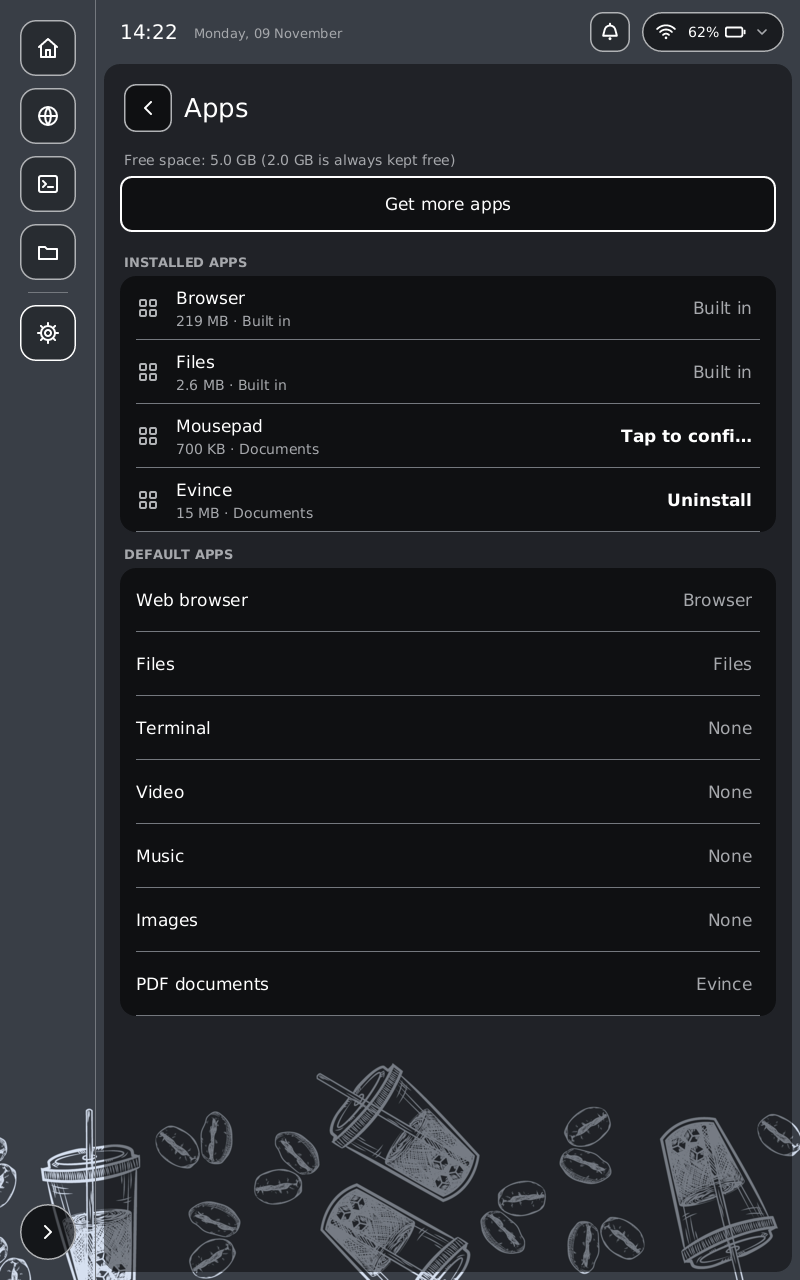 14:22 Monday, 09 November 62%
Apps
Free space: 5.0 GB (2.0 GB is always kept free)
Get more apps
INSTALLED APPS
Browser
219 MB · Built in
Built in
Files
2.6 MB · Built in
Built in
Mousepad
700 KB · Documents
Tap to confi…
Evince
15 MB · Documents
Uninstall
DEFAULT APPS
Web browser Browser
Files Files
Terminal None
Video None
Music None
Images None
PDF documents Evince